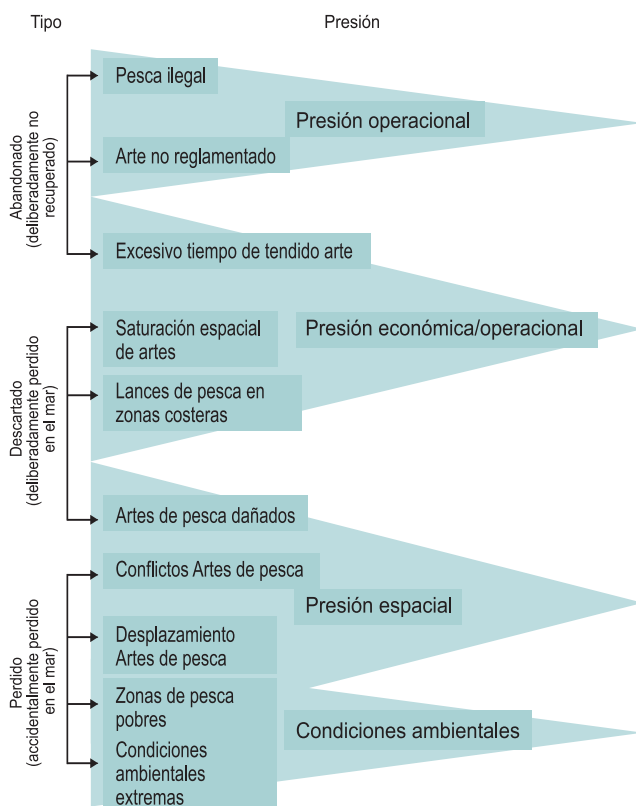 Tipo
Presión
Abandonado
(deliberadamente no
recuperado)
Pesca ilegal
Presión operacional
Arte no reglamentado
Excesivo tiempo de tendido arte
Descartado
(deliberadamente perdido
en el mar)
Saturación espacial
de artes
Presión económica/operacional
Lances de pesca en
zonas costeras
Artes de pesca dañados
Perdido
(accidentalmente perdido
en el mar)
Conflictos Artes de pesca
Presión espacial
Desplazamiento
Artes de pesca
Zonas de pesca
pobres
Condiciones ambientales
Condiciones
ambientales
extremas